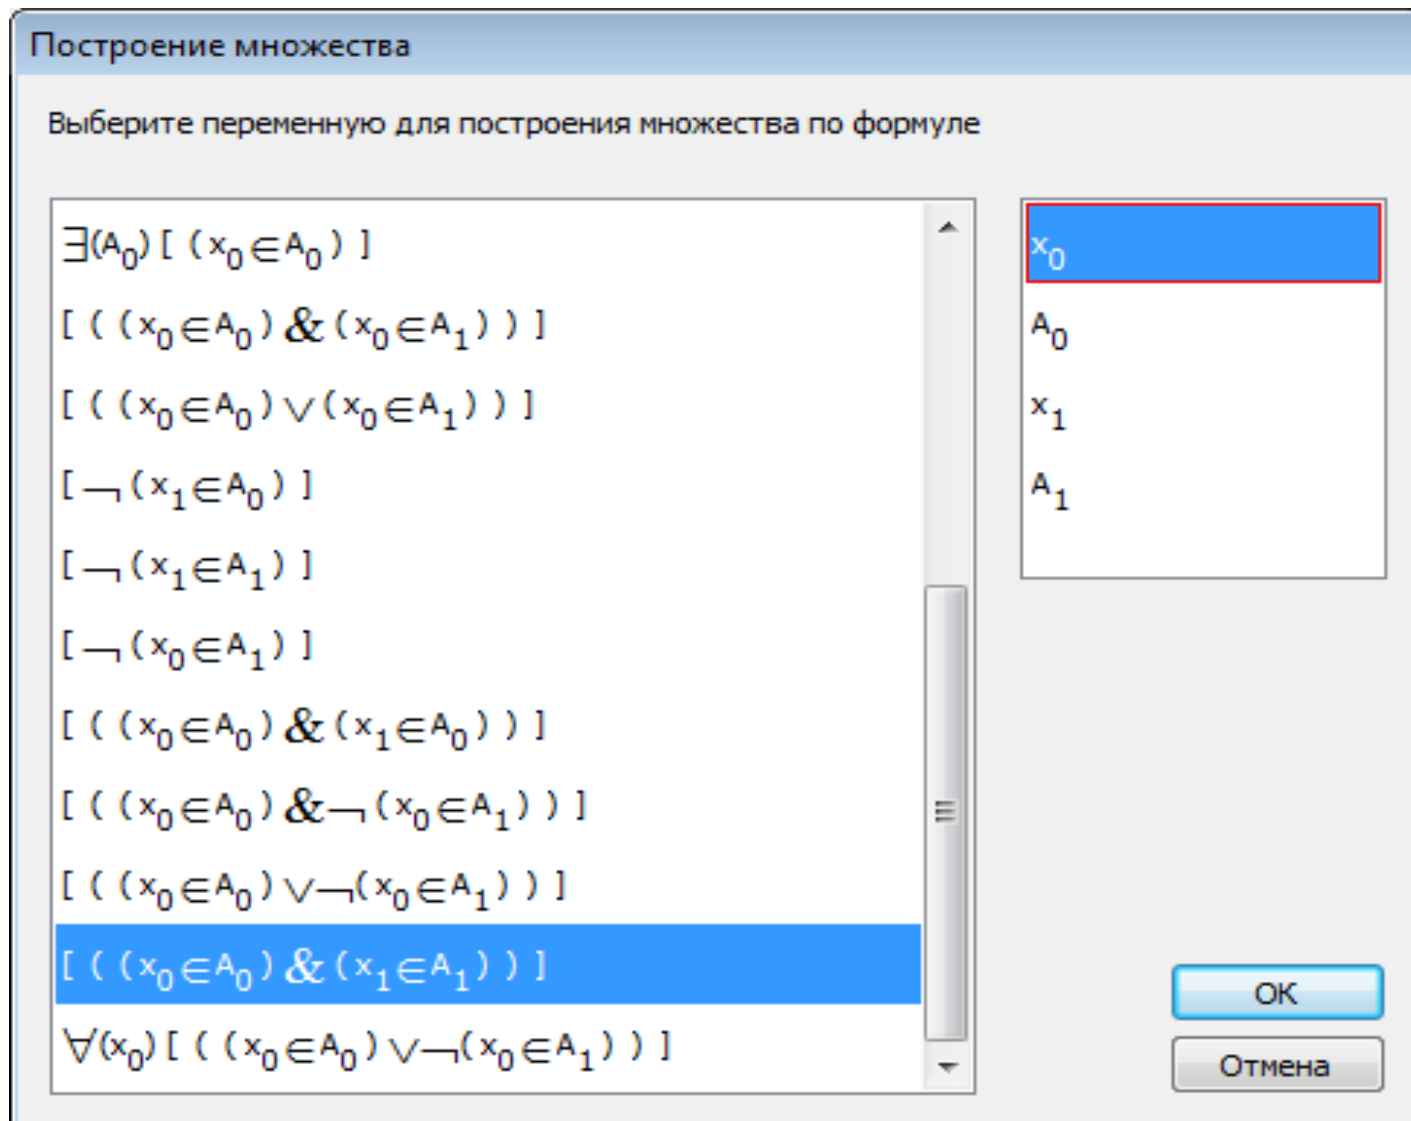 Построение множества
Выберите переменную для построения множества по формуле
∃(A₀)[(x₀∈A₀)]
[((x₀∈A₀)&(x₀∈A₁))]
[((x₀∈A₀)∨(x₀∈A₁))]
[¬(x₁∈A₀)]
[¬(x₁∈A₁)]
[¬(x₀∈A₁)]
[((x₀∈A₀)&(x₁∈A₀))]
[((x₀∈A₀)&¬(x₀∈A₁))]
[((x₀∈A₀)∨¬(x₀∈A₁))]
[((x₀∈A₀)&(x₁∈A₁))]
∀(x₀)[((x₀∈A₀)∨¬(x₀∈A₁))]
x₀
A₀
x₁
A₁
ОК
Отмена